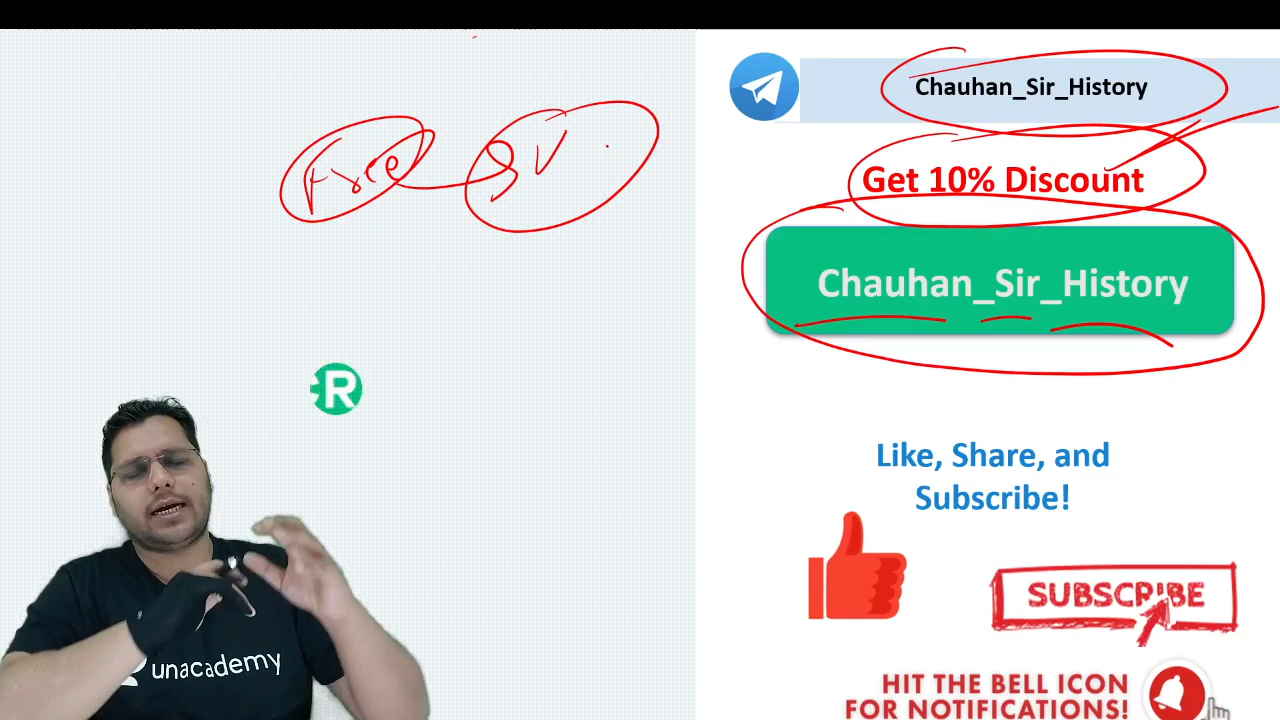 Chauhan_Sir_History
Free
Get 10% Discount
Chauhan_Sir_History
R
Like, Share, and
Subscribe!
SUBSCRIBE
unacademy
HIT THE BELL ICON
FOR NOTIFICATIONS!